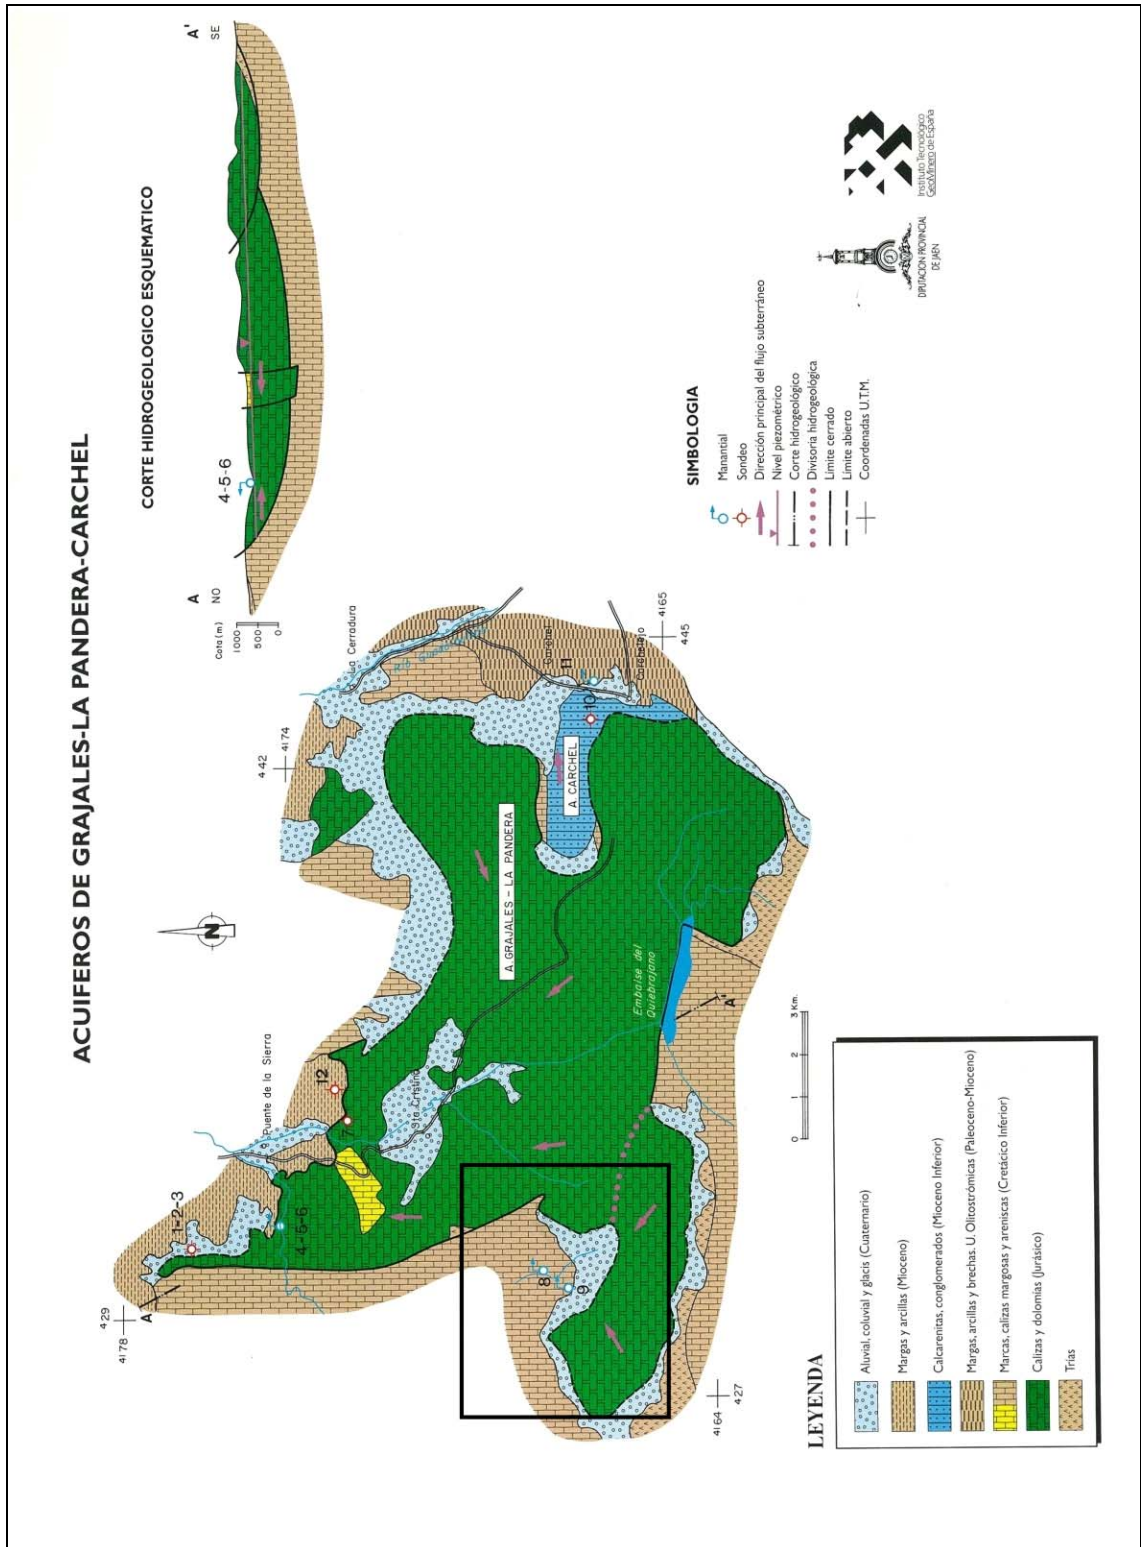 ACUIFEROS DE GRAJALES-LA PANDERA-CARCHEL
CORTE HIDROGEOLOGICO ESQUEMATICO
A
NO
A'
SE
Cota (m)
1000
500
0
4-5-6
429
4178
A
1-2-3
Puente de la Sierra
4-5-6
12
7
Sta Cristina
442
4174
La Cerradura
A. GRAJALES - LA PANDERA
A. CARCHEL
10
11
Carchel
4165
445
Embalse del
Quiebrajano
A'
8
9
4164
427
N
0 1 2 3 Km.
SIMBOLOGIA
Manantial
Sondeo
Dirección principal del flujo subterráneo
Nivel piezométrico
Corte hidrogeológico
Divisoria hidrogeológica
Limite cerrado
Limite abierto
Coordenadas U.T.M.
LEYENDA
Aluvial, coluvial y glacis (Cuaternario)
Margas y arcillas (Mioceno)
Calcarenitas, conglomerados (Mioceno Inferior)
Margas, arcillas y brechas. U. Olitostrómicas (Paleoceno-Mioceno)
Marcas, calizas margosas y areniscas (Cretácico Inferior)
Calizas y dolomías (Jurásico)
Trías
DIPUTACION PROVINCIAL
DE JAEN
Instituto Tecnológico
GeoMinero de España